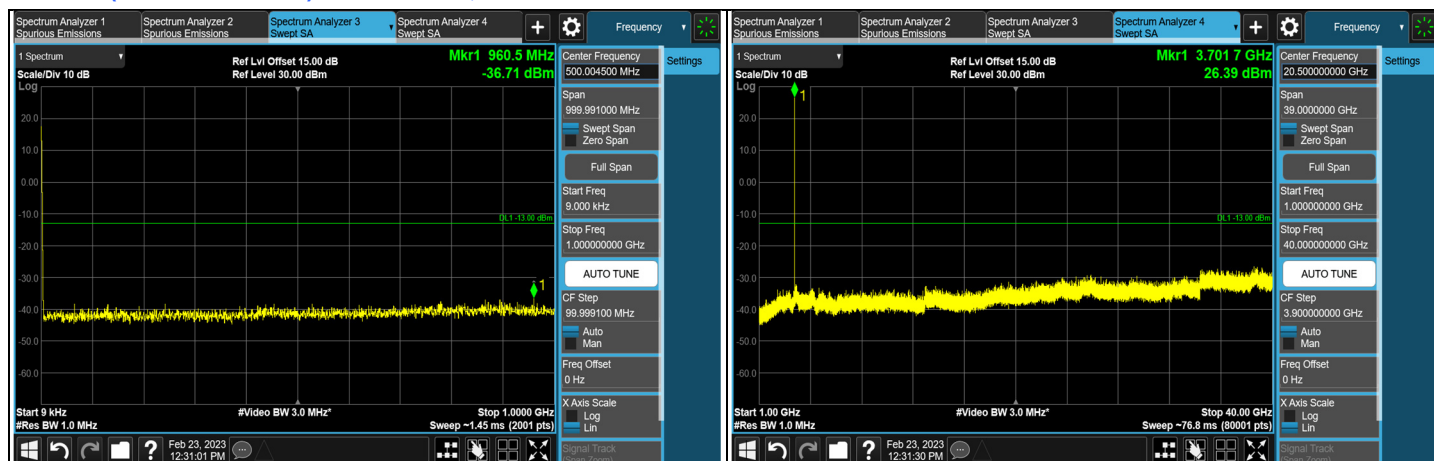 Spectrum Analyzer 1
Spurious Emissions
Spectrum Analyzer 2
Spurious Emissions
Spectrum Analyzer 3
Swept SA
Spectrum Analyzer 4
Swept SA
+
Frequency
1 Spectrum
Scale/Div 10 dB
Log
Ref Lvl Offset 15.00 dB
Ref Level 30.00 dBm
Mkr1 960.5 MHz
-36.71 dBm
20.0
10.0
0.00
-10.0
-20.0
-30.0
-40.0
-50.0
-60.0
DL1 -13.00 dBm
1
Start 9 kHz
#Res BW 1.0 MHz
#Video BW 3.0 MHz*
Stop 1.0000 GHz
Sweep ~1.45 ms (2001 pts)
Center Frequency
500.004500 MHz
Settings
Span
999.991000 MHz
Swept Span
Zero Span
Full Span
Start Freq
9.000 kHz
Stop Freq
1.000000000 GHz
AUTO TUNE
CF Step
99.999100 MHz
Auto
Man
Freq Offset
0 Hz
X Axis Scale
Log
Lin
Signal Track
(Span Zoom)
?
Feb 23, 2023
12:31:01 PM
Spectrum Analyzer 1
Spurious Emissions
Spectrum Analyzer 2
Spurious Emissions
Spectrum Analyzer 3
Swept SA
Spectrum Analyzer 4
Swept SA
+
Frequency
1 Spectrum
Scale/Div 10 dB
Log
Ref Lvl Offset 15.00 dB
Ref Level 30.00 dBm
Mkr1 3.701 7 GHz
26.39 dBm
1
20.0
10.0
0.00
-10.0
-20.0
-30.0
-40.0
-50.0
-60.0
DL1 -13.00 dBm
Start 1.00 GHz
#Res BW 1.0 MHz
#Video BW 3.0 MHz*
Stop 40.00 GHz
Sweep ~76.8 ms (80001 pts)
Center Frequency
20.500000000 GHz
Settings
Span
39.0000000 GHz
Swept Span
Zero Span
Full Span
Start Freq
1.000000000 GHz
Stop Freq
40.000000000 GHz
AUTO TUNE
CF Step
3.900000000 GHz
Auto
Man
Freq Offset
0 Hz
X Axis Scale
Log
Lin
Signal Track
(Span Zoom)
?
Feb 23, 2023
12:31:30 PM